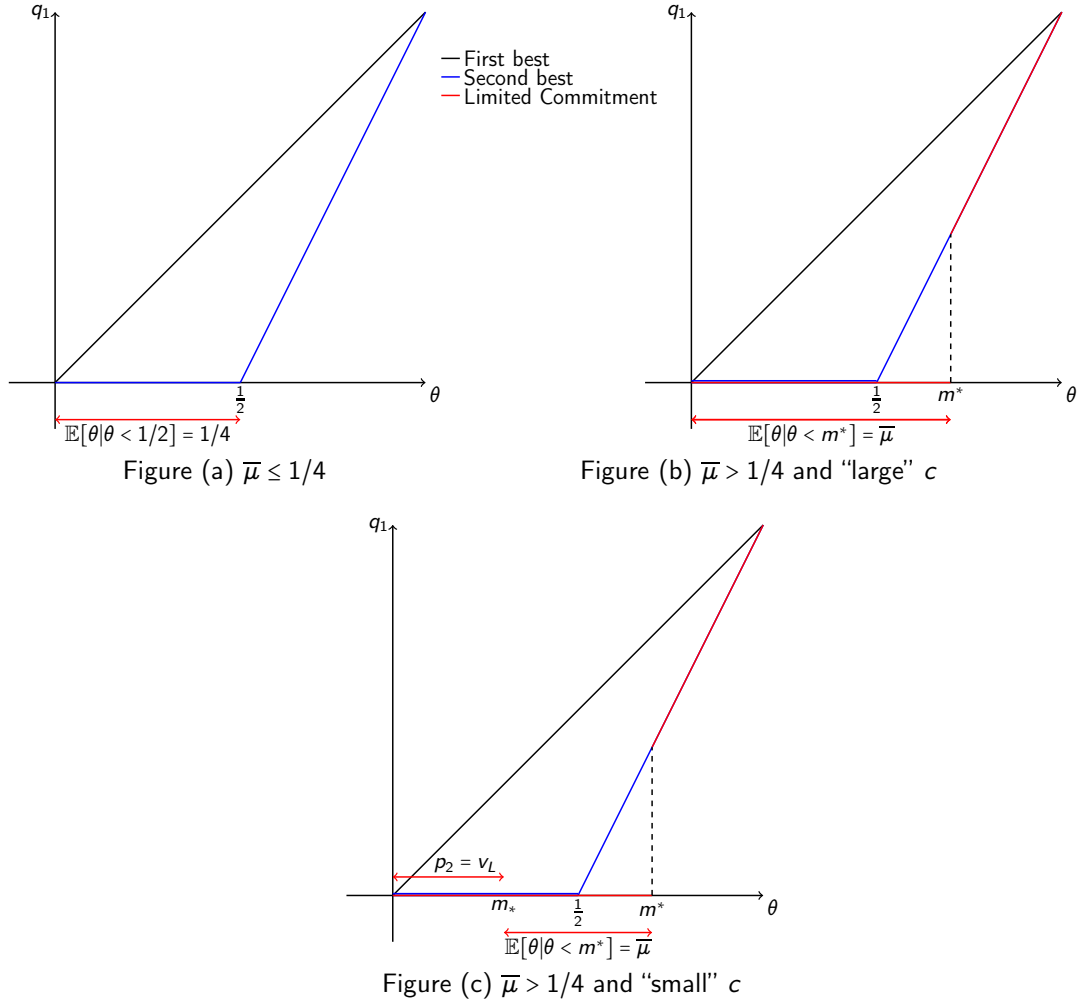 q₁
First best
Second best
Limited Commitment
½
θ
𝔼[θ|θ < 1/2] = 1/4
Figure (a) μ̅ ≤ 1/4
q₁
½
m*
θ
𝔼[θ|θ < m*] = μ̅
Figure (b) μ̅ > 1/4 and “large” c
q₁
p₂ = v_L
m₊
½
m*
θ
𝔼[θ|θ < m*] = μ̅
Figure (c) μ̅ > 1/4 and “small” c